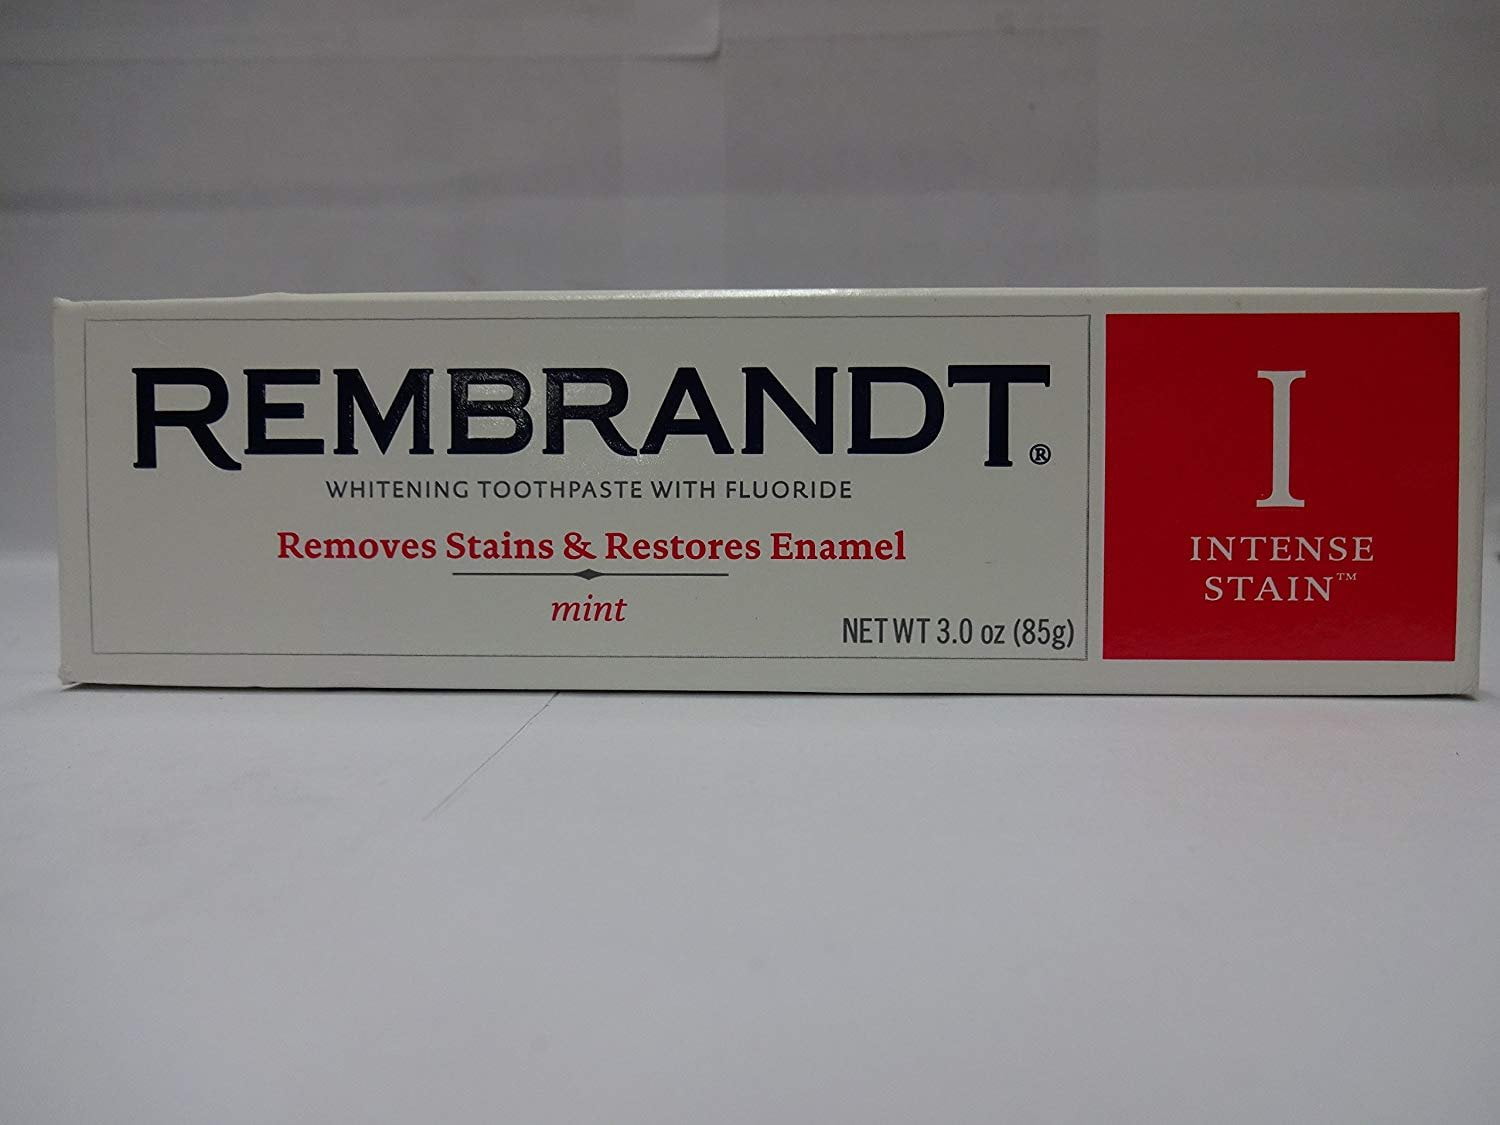 REMBRANDT®
WHITENING TOOTHPASTE WITH FLUORIDE
Removes Stains & Restores Enamel
mint
NET WT 3.0 oz (85g)
I
INTENSE
STAIN™